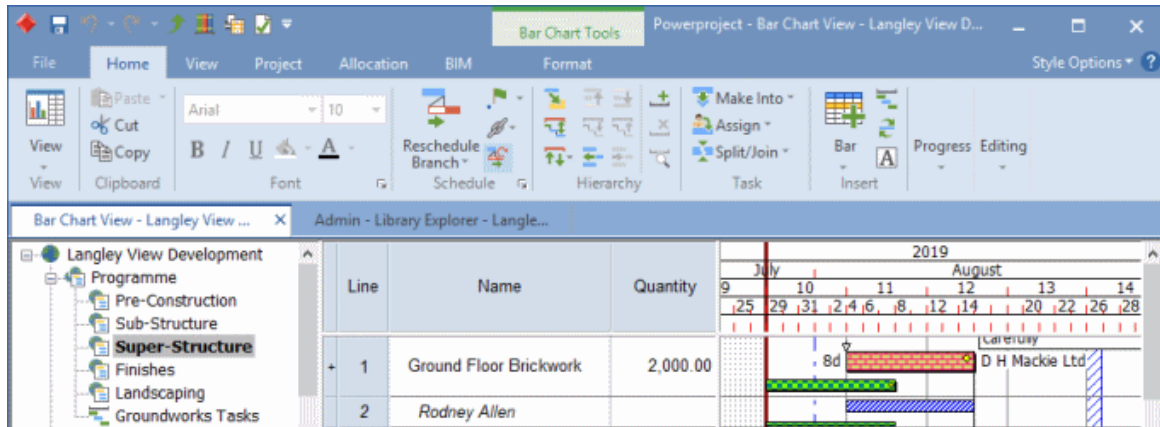 Bar Chart Tools
Powerproject - Bar Chart View - Langley View D...
File Home View Project Allocation BIM Format Style Options
Paste
Arial 10
Make Into
Cut
Assign
View Copy B I U A Reschedule Branch Split/Join Bar A Progress Editing
View Clipboard Font Schedule Hierarchy Task Insert
Bar Chart View - Langley View ... Admin - Library Explorer - Langle...
Langley View Development
Programme
Pre-Construction
Sub-Structure
Super-Structure
Finishes
Landscaping
Groundworks Tasks
Line Name Quantity
2019
July August
9 10 11 12 13 14
25 29 31 2 4 6 8 12 14 20 22 26 28
Carefully
1 Ground Floor Brickwork 2,000.00 8d D H Mackie Ltd
2 Rodney Allen